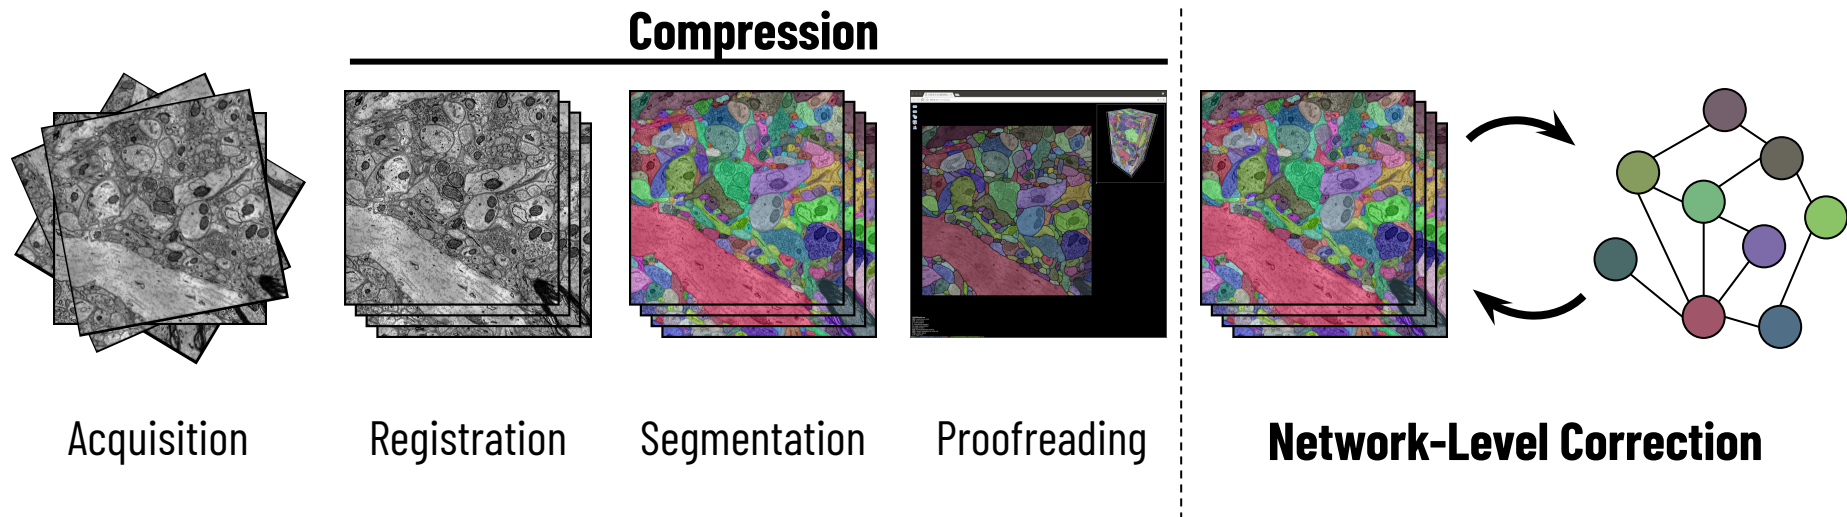 Compression
Acquisition
Registration
Segmentation
Proofreading
Network-Level Correction